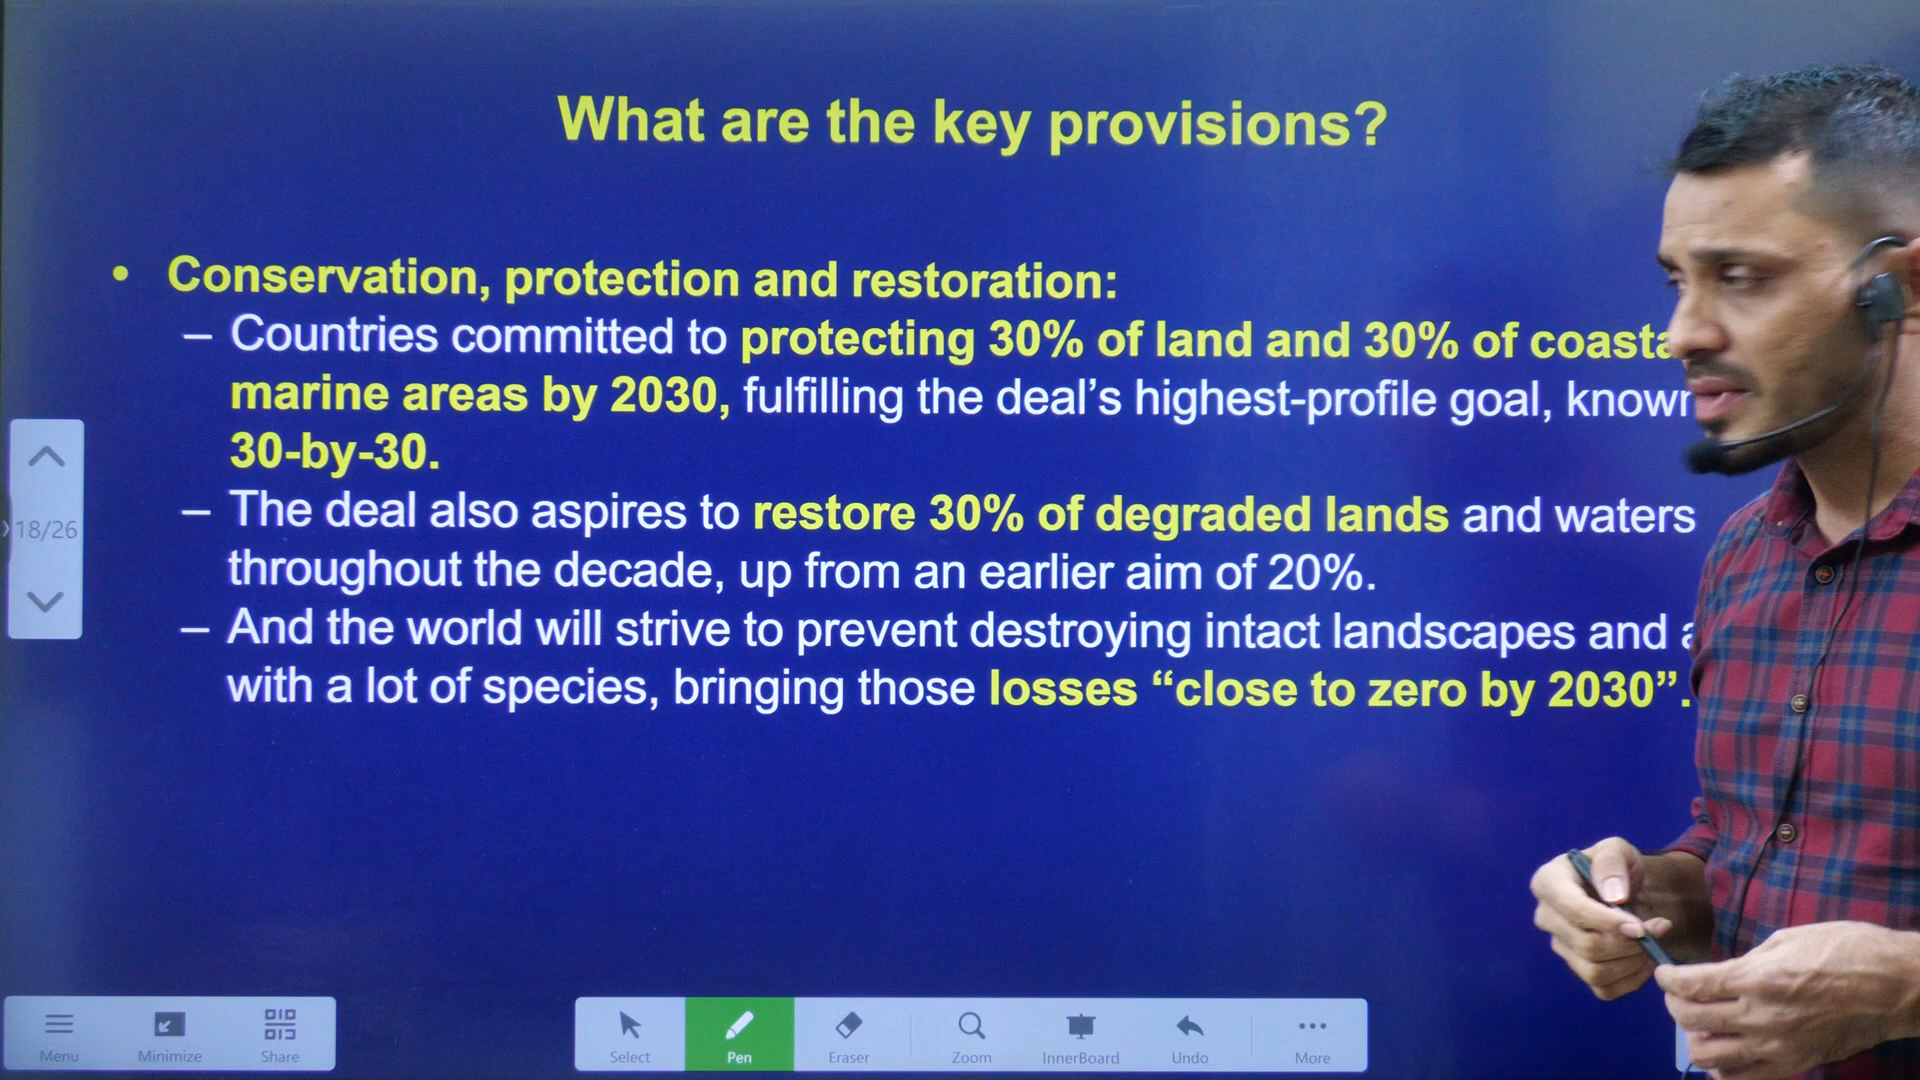 What are the key provisions?
• Conservation, protection and restoration:
– Countries committed to protecting 30% of land and 30% of
marine areas by 2030, fulfilling the deal’s highest-profile goal,
30-by-30.
– The deal also aspires to restore 30% of degraded lands and waters
throughout the decade, up from an earlier aim of 20%.
– And the world will strive to prevent destroying intact landscapes and
with a lot of species, bringing those losses “close to zero by 2030”.
18/26
Menu Minimize Share Select Pen Eraser Zoom InnerBoard Undo More